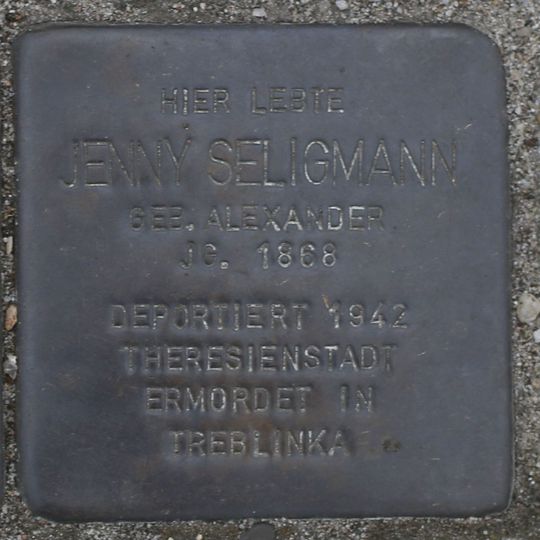 HIER LEBTE
JENNY SELIGMANN
GEB. ALEXANDER
JG. 1868
DEPORTIERT 1942
THERESIENSTADT
ERMORDET IN
TREBLINKA